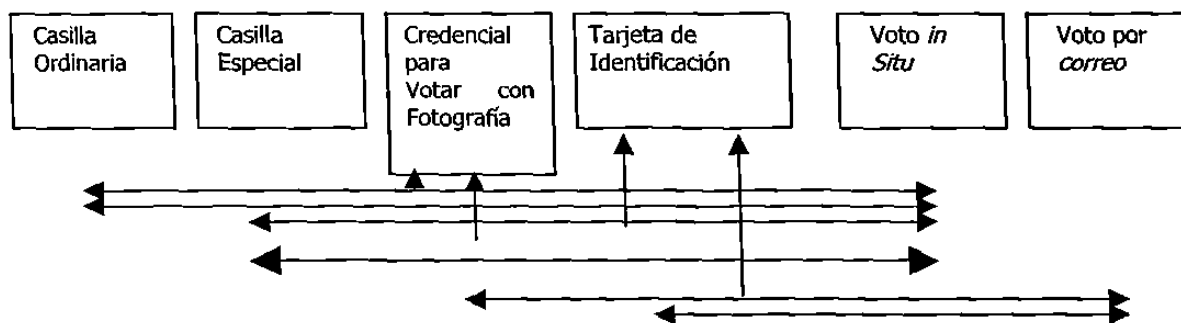 Casilla
Ordinaria
Casilla
Especial
Credencial
para
Votar con
Fotografía
Tarjeta de
Identificación
Voto in
Situ
Voto por
correo